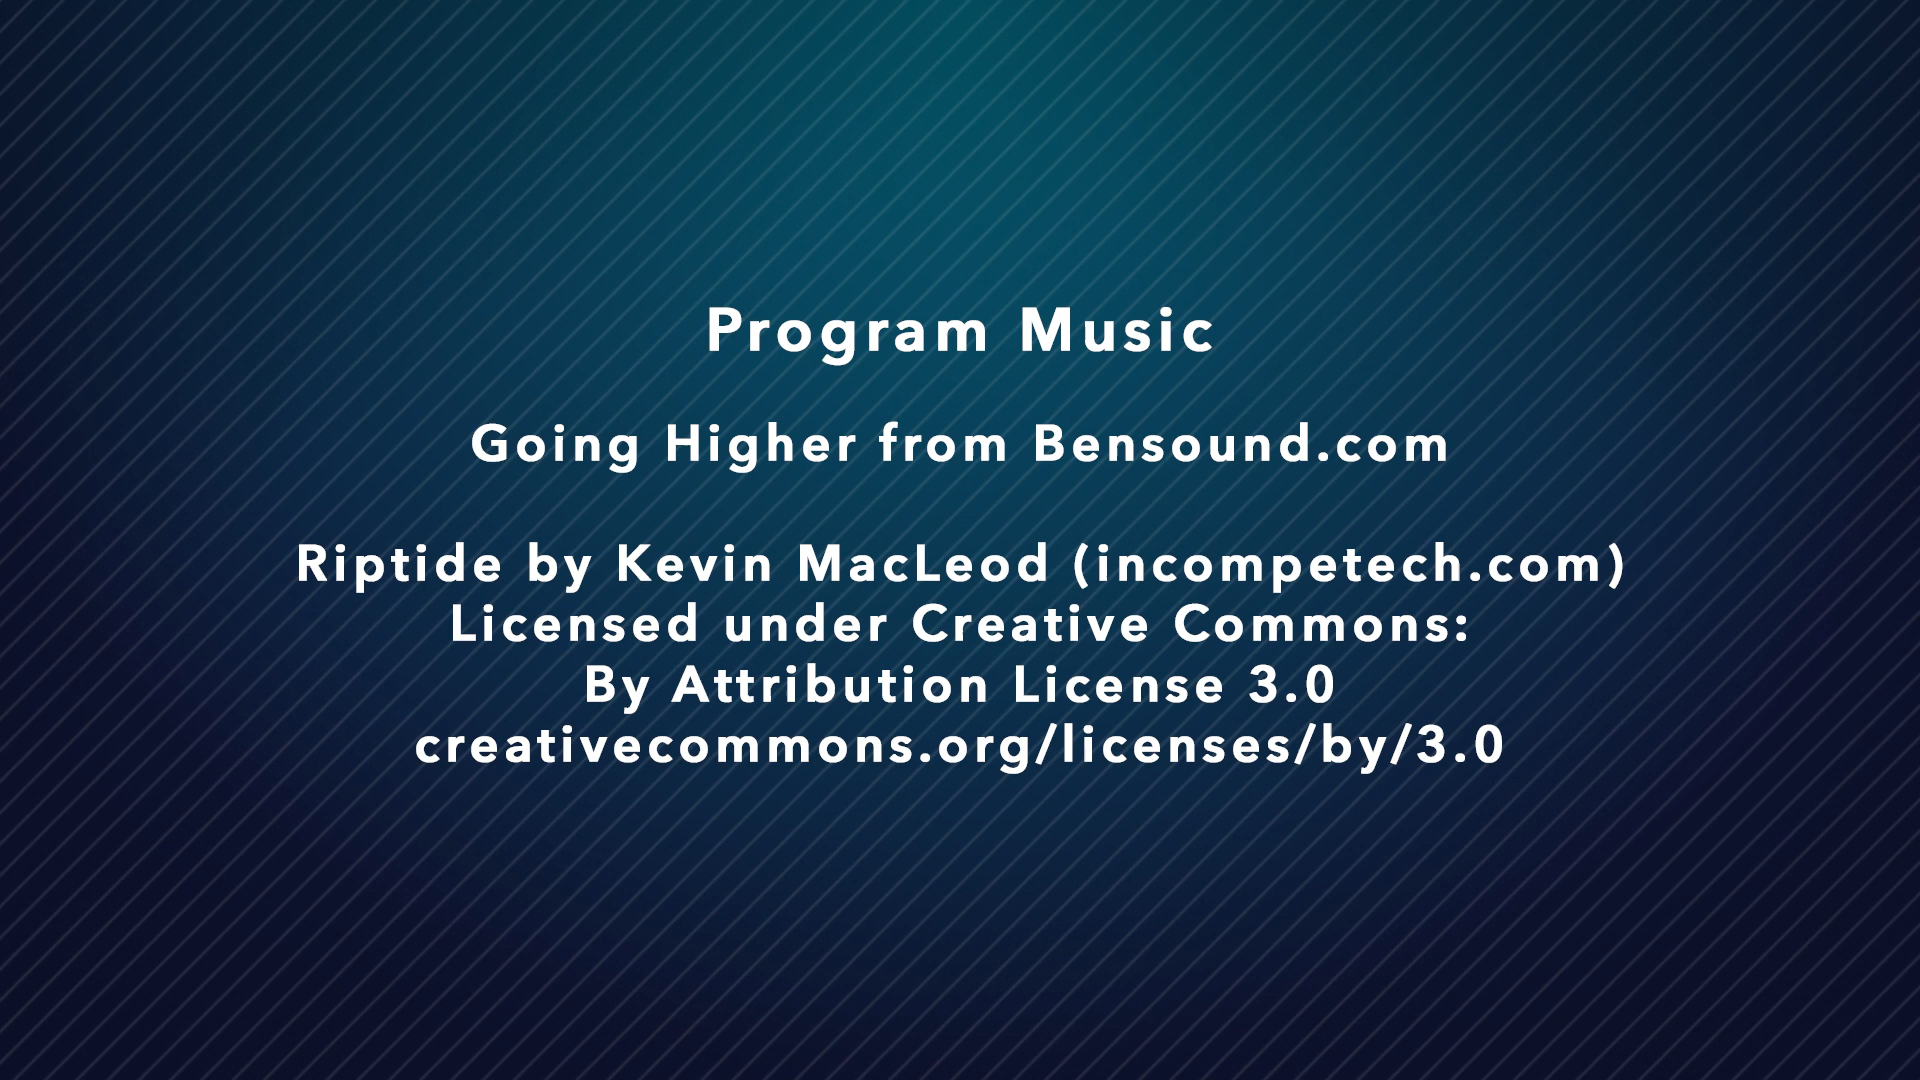 Program Music
Going Higher from Bensound.com
Riptide by Kevin MacLeod (incompetech.com)
Licensed under Creative Commons:
By Attribution License 3.0
creativecommons.org/licenses/by/3.0